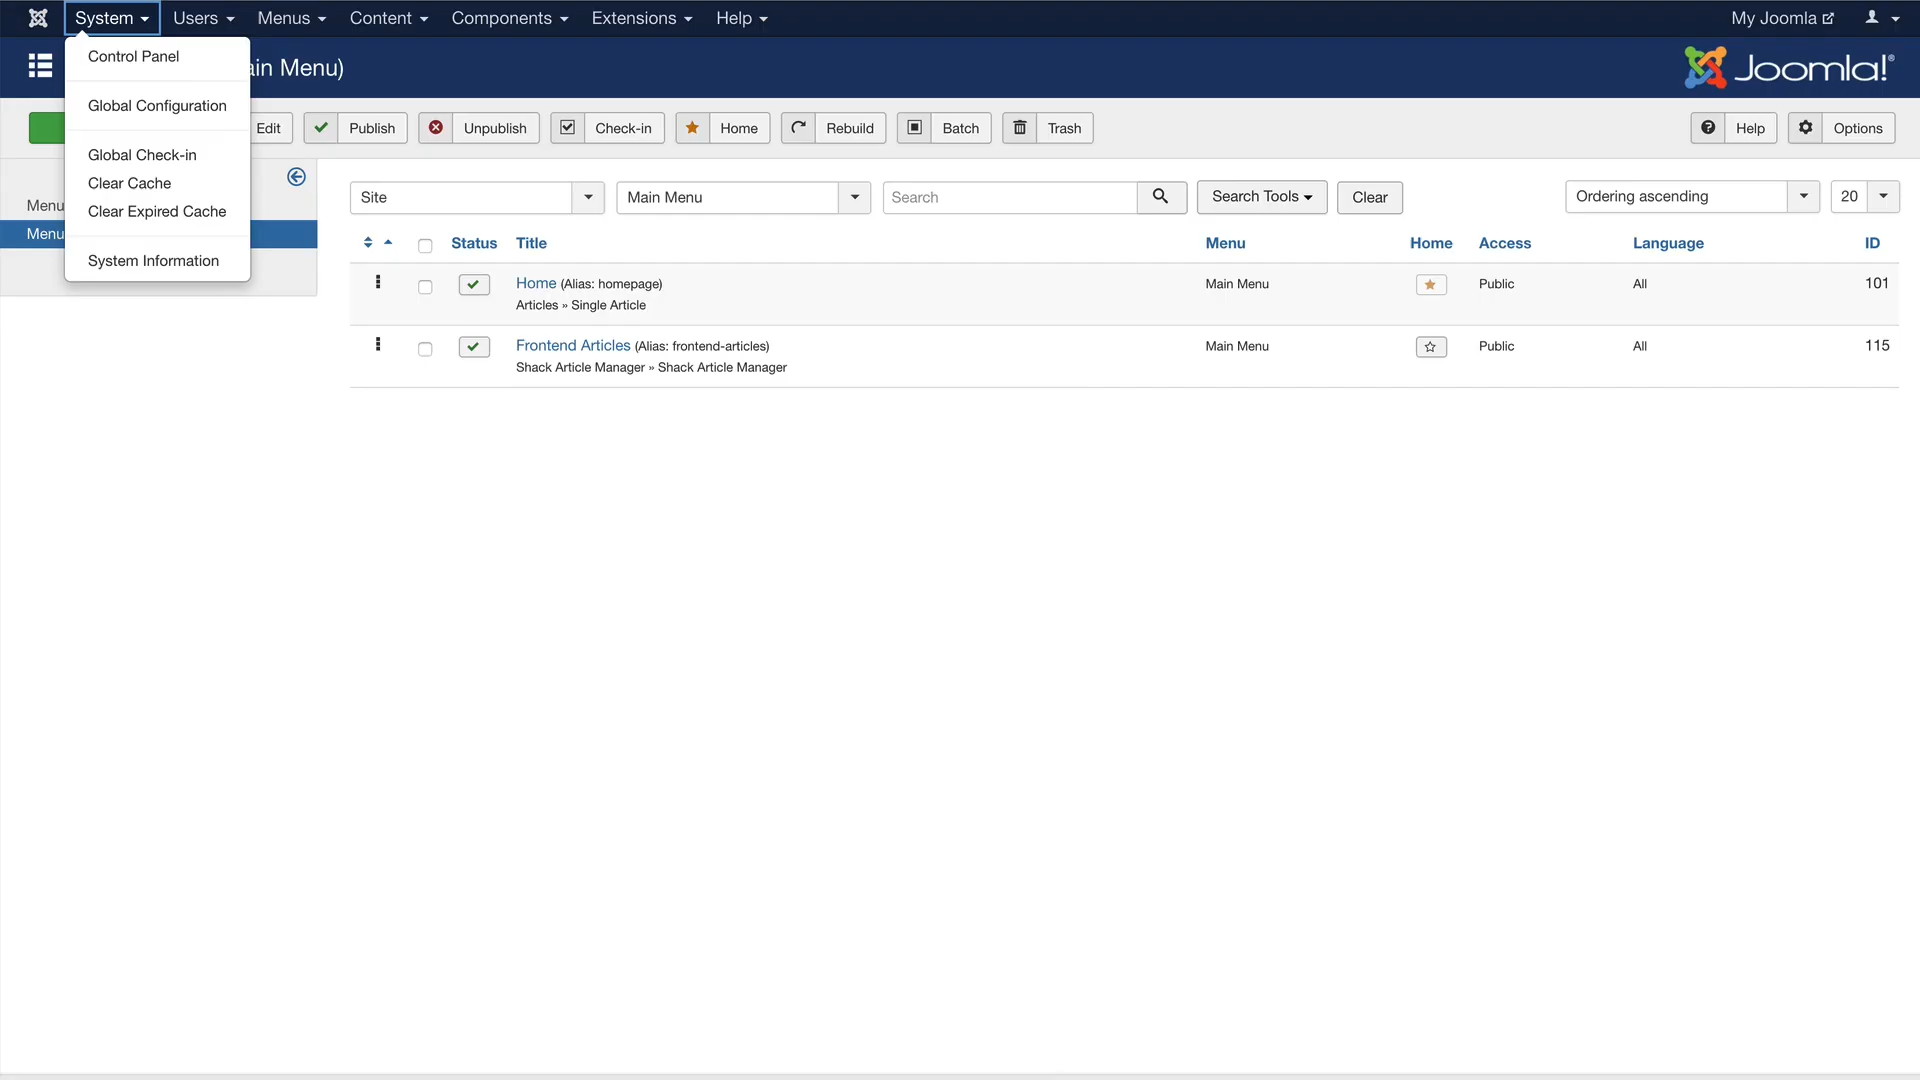 System Users Menus Content Components Extensions Help My Joomla
ain Menu) Joomla!®
Control Panel
Global Configuration
Global Check-in
Clear Cache
Clear Expired Cache
System Information
Edit Publish Unpublish Check-in Home Rebuild Batch Trash Help Options
Menu
Menu
Site Main Menu Search Search Tools Clear Ordering ascending 20
Status Title Menu Home Access Language ID
Home (Alias: homepage) Main Menu Public All 101
Articles » Single Article
Frontend Articles (Alias: frontend-articles) Main Menu Public All 115
Shack Article Manager » Shack Article Manager